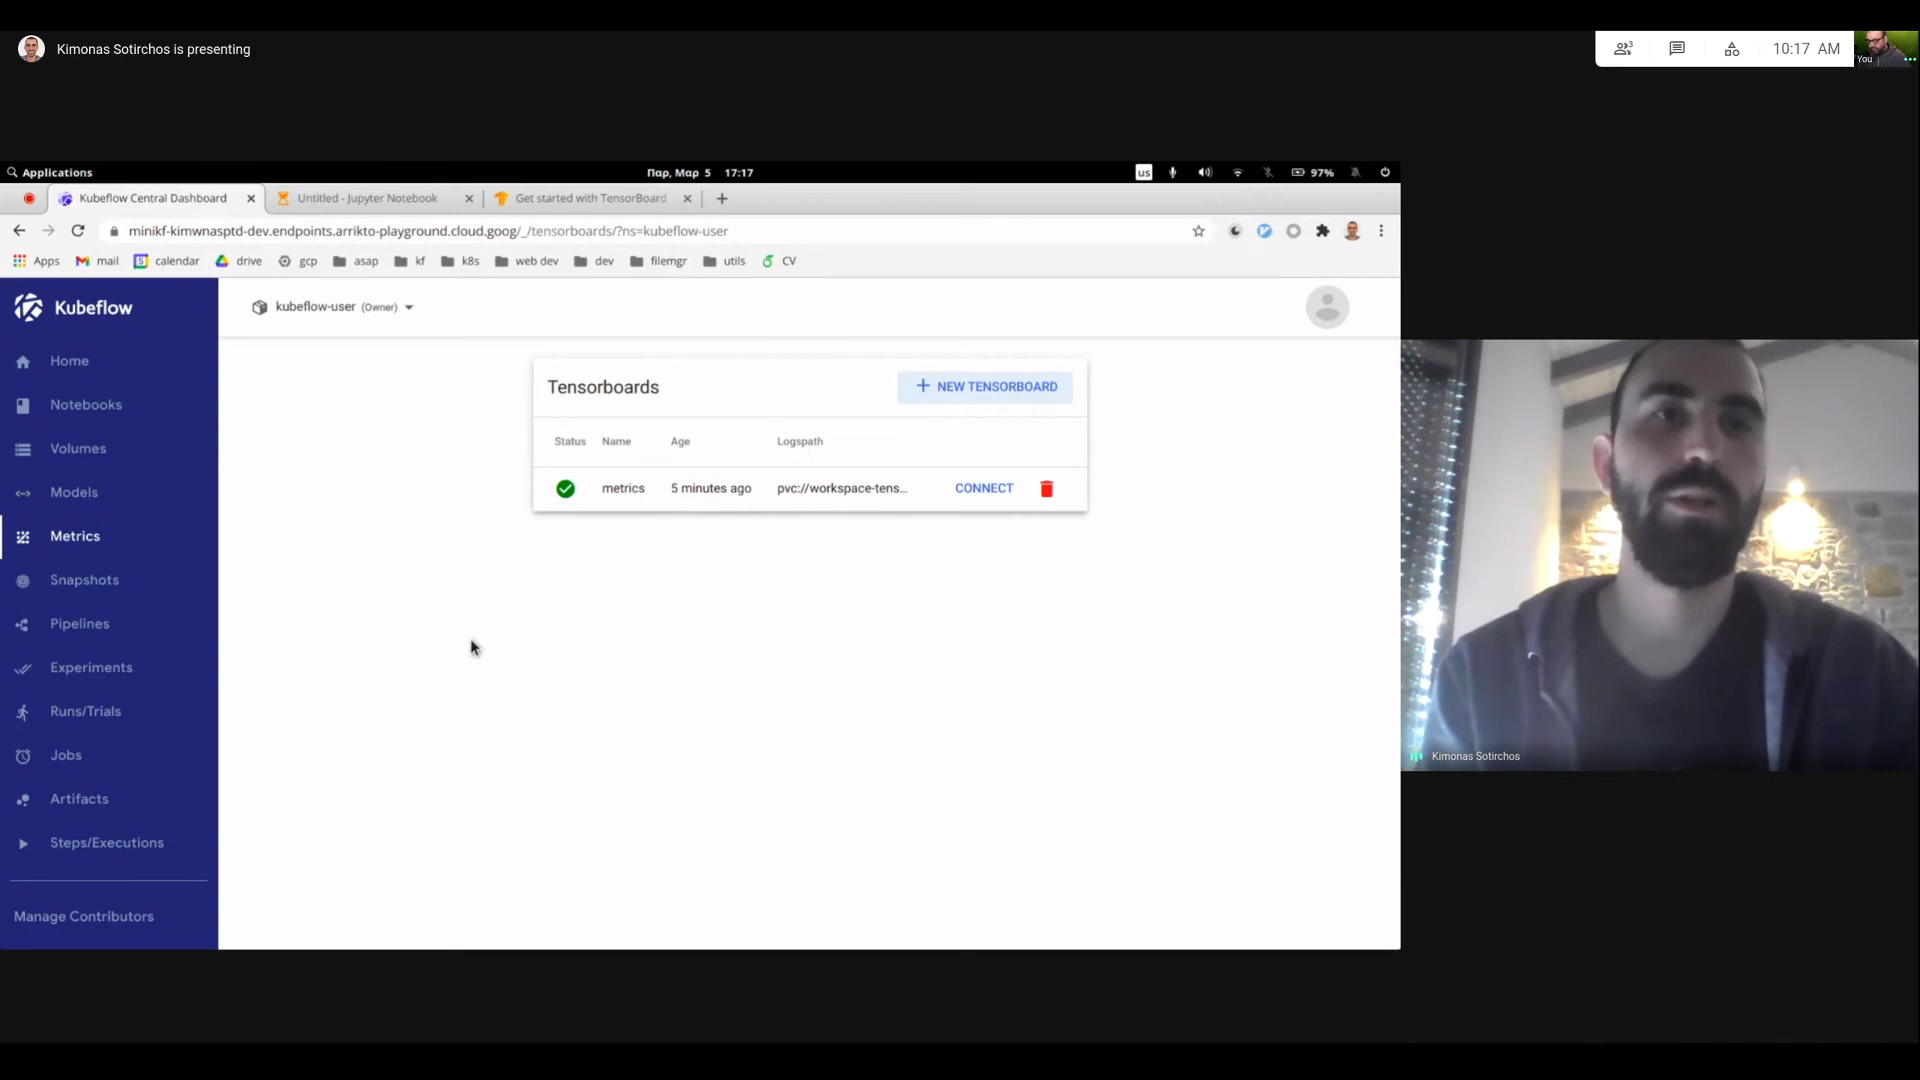 Kimonas Sotirchos is presenting
3
10:17 AM
You
Applications
Παρ, Μαρ 5 17:17
us
97%
Kubeflow Central Dashboard
Untitled - Jupyter Notebook
Get started with TensorBoard
minikf-kimwnasptd-dev.endpoints.arrikto-playground.cloud.goog/_/tensorboards/?ns=kubeflow-user
Apps
mail
5
calendar
drive
gcp
asap
kf
k8s
web dev
dev
filemgr
utils
CV
Kubeflow
kubeflow-user (Owner)
Home
Notebooks
Volumes
Models
Metrics
Snapshots
Pipelines
Experiments
Runs/Trials
Jobs
Artifacts
Steps/Executions
Manage Contributors
Tensorboards
+ NEW TENSORBOARD
Status Name Age Logspath
metrics 5 minutes ago pvc://workspace-tens... CONNECT
Kimonas Sotirchos